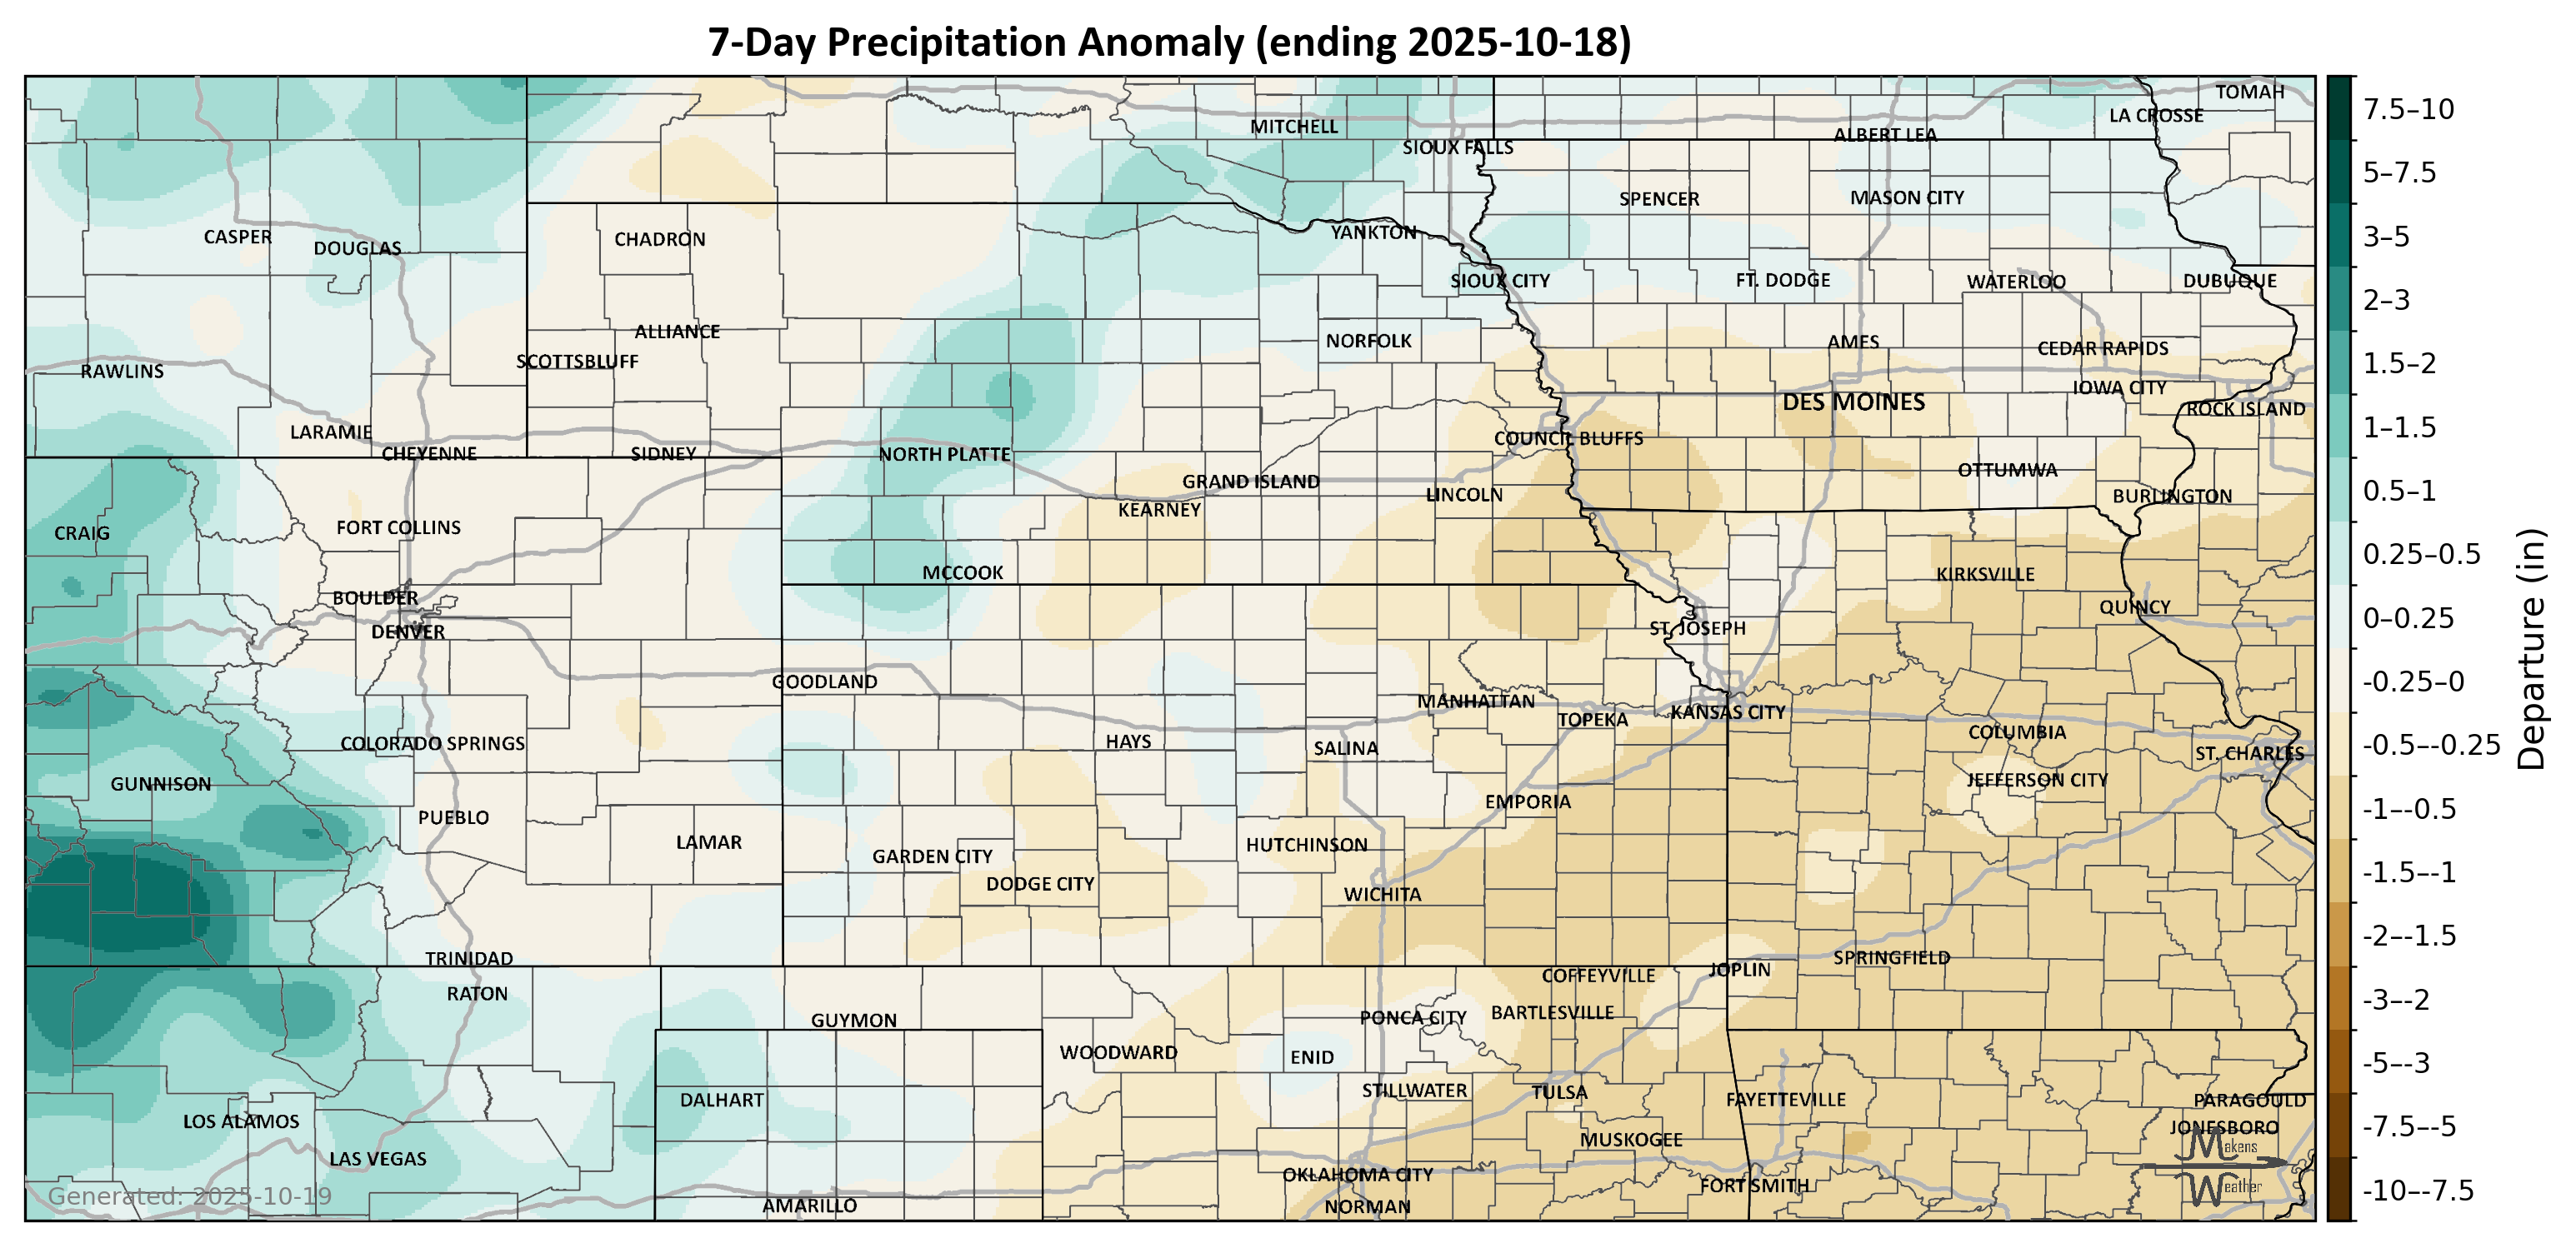 7-Day Precipitation Anomaly (ending 2025-10-18)
TOMAH
LA CROSSE
MITCHELL
ALBERT LEA
SIOUX FALLS
SPENCER
MASON CITY
YANKTON
CASPER
CHADRON
DOUGLAS
SIOUX CITY
FT. DODGE
WATERLOO
DUBUQUE
ALLIANCE
NORFOLK
AMES
CEDAR RAPIDS
SCOTTSBLUFF
RAWLINS
IOWA CITY
DES MOINES
ROCK ISLAND
LARAMIE
COUNCIL BLUFFS
CHEYENNE
SIDNEY
NORTH PLATTE
OTTUMWA
GRAND ISLAND
LINCOLN
BURLINGTON
KEARNEY
CRAIG
FORT COLLINS
MCCOOK
KIRKSVILLE
BOULDER
QUINCY
DENVER
ST. JOSEPH
GOODLAND
MANHATTAN
KANSAS CITY
TOPEKA
COLUMBIA
COLORADO SPRINGS
HAYS
SALINA
ST. CHARLES
GUNNISON
JEFFERSON CITY
EMPORIA
PUEBLO
LAMAR
HUTCHINSON
GARDEN CITY
DODGE CITY
WICHITA
TRINIDAD
SPRINGFIELD
JOPLIN
COFFEYVILLE
RATON
BARTLESVILLE
PONCA CITY
GUYMON
WOODWARD
ENID
STILLWATER
TULSA
DALHART
FAYETTEVILLE
PARAGOULD
LOS ALAMOS
JONESBORO
MUSKOGEE
LAS VEGAS
OKLAHOMA CITY
FORT SMITH
AMARILLO
NORMAN
Generated: 2025-10-19
Makens
Weather
7.5–10
5–7.5
3–5
2–3
1.5–2
1–1.5
0.5–1
0.25–0.5
0–0.25
-0.25–0
-0.5–-0.25
-1–-0.5
-1.5–-1
-2–-1.5
-3–-2
-5–-3
-7.5–-5
-10–-7.5
Departure (in)